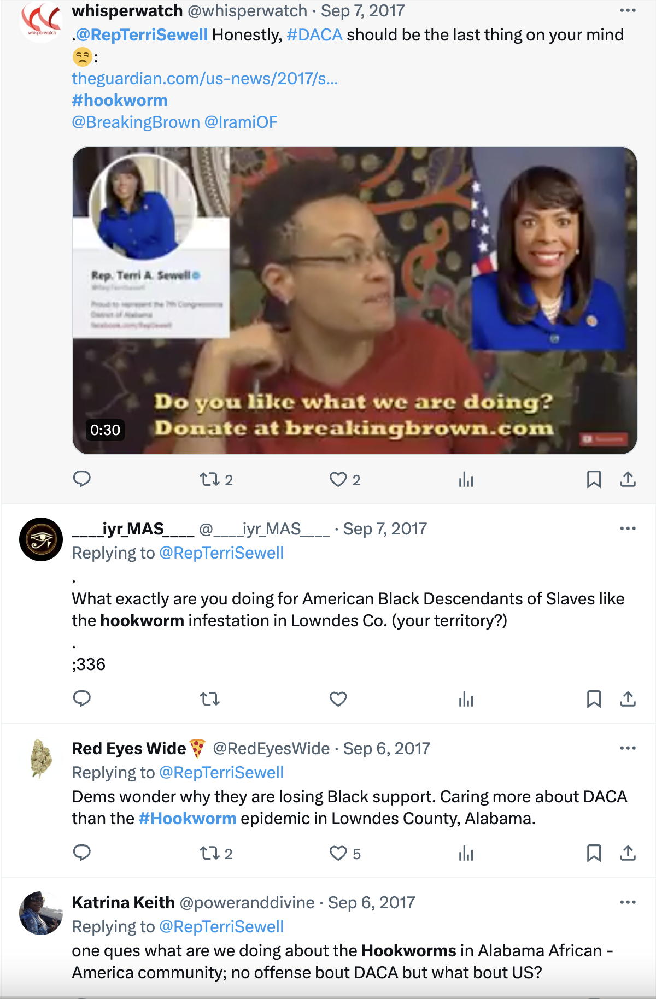 whisperwatch @whisperwatch · Sep 7, 2017
.@RepTerriSewell Honestly, #DACA should be the last thing on your mind
😒:
theguardian.com/us-news/2017/s...
#hookworm
@BreakingBrown @IramiOF
whisperwatch
Rep. Terri A. Sewell
Proud to represent the 7th Congressional
District of Alabama
facebook.com/RepSewell
Do you like what we are doing?
Donate at breakingbrown.com
0:30
2 2
____iyr_MAS____ @____iyr_MAS____ · Sep 7, 2017
Replying to @RepTerriSewell
.
What exactly are you doing for American Black Descendants of Slaves like
the hookworm infestation in Lowndes Co. (your territory?)
.
;336
Red Eyes Wide🍕 @RedEyesWide · Sep 6, 2017
Replying to @RepTerriSewell
Dems wonder why they are losing Black support. Caring more about DACA
than the #Hookworm epidemic in Lowndes County, Alabama.
2 5
Katrina Keith @poweranddivine · Sep 6, 2017
Replying to @RepTerriSewell
one ques what are we doing about the Hookworms in Alabama African -
America community; no offense bout DACA but what bout US?